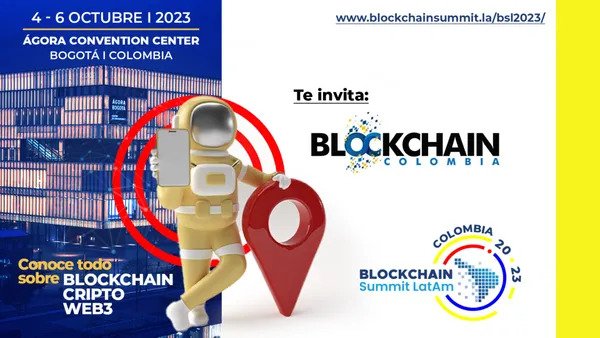 4 - 6 OCTUBRE I 2023
ÁGORA CONVENTION CENTER
BOGOTÁ I COLOMBIA
www.blockchainsummit.la/bsl2023/
Te invita:
BLOCKCHAIN
COLOMBIA
Conoce todo
sobre BLOCKCHAIN
CRIPTO
WEB3
COLOMBIA 20
23
BLOCKCHAIN
Summit LatAm